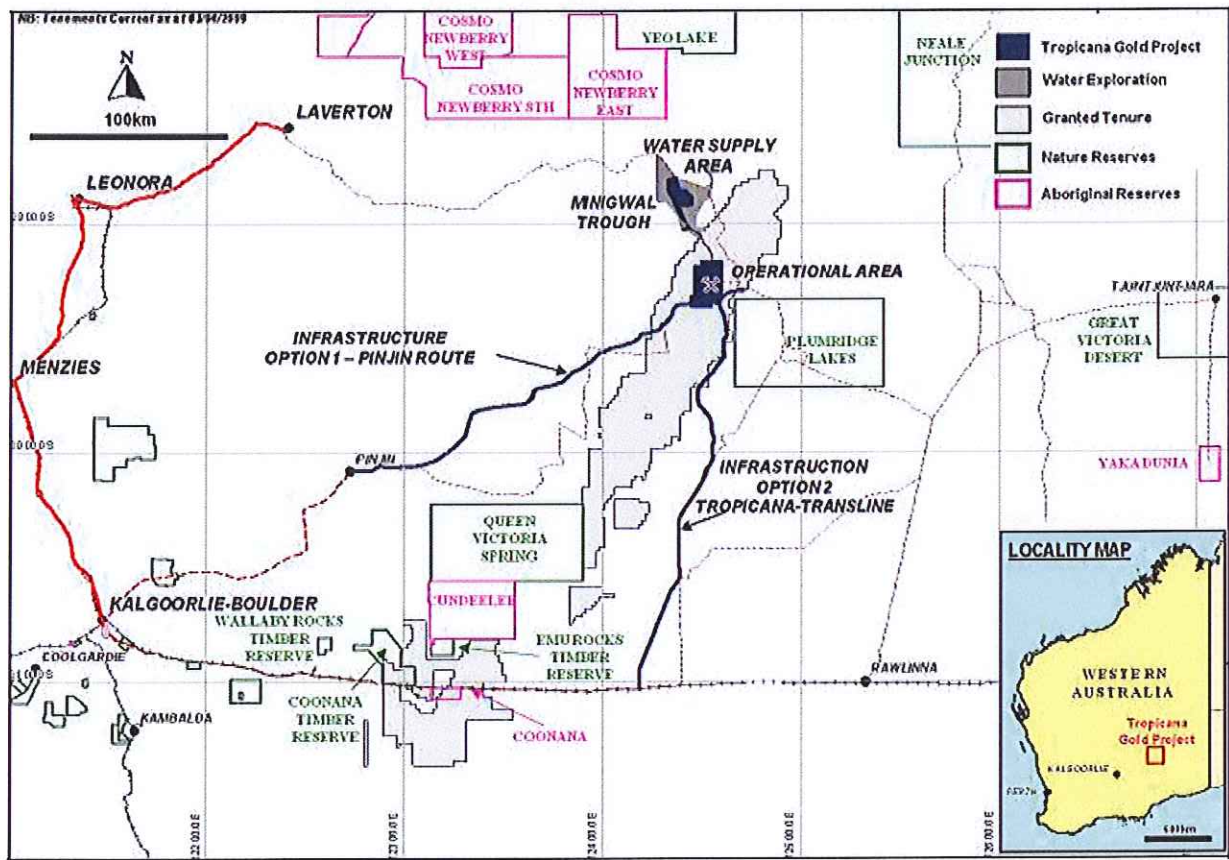 NB: Tenements Current as at 03/04/2009
N
100km
COSMO
NEWBERRY
WEST
YEO LAKE
COSMO
NEWBERRY STH
COSMO
NEWBERRY
EAST
NEALE
JUNCTION
Tropicana Gold Project
Water Exploration
Granted Tenure
Nature Reserves
Aboriginal Reserves
LAVERTON
LEONORA
WATER SUPPLY
AREA
MINIGWAL
TROUGH
OPERATIONAL AREA
INFRASTRUCTURE
OPTION 1 – PINJIN ROUTE
PLUMRIDGE
LAKES
GREAT
VICTORIA
DESERT
MENZIES
PINJIN
YAKADUNIA
INFRASTRUCTION
OPTION 2
TROPICANA-TRANSLINE
QUEEN
VICTORIA
SPRING
CUNDEELEE
KALGOORLIE-BOULDER
WALLABY ROCKS
TIMBER
RESERVE
EMU ROCKS
TIMBER
RESERVE
COOLGARDIE
COONANA
TIMBER
RESERVE
COONANA
KAMBALDA
RAWLINNA
LOCALITY MAP
WESTERN
AUSTRALIA
Tropicana
Gold Project
KALGOORLIE
PERTH
600km